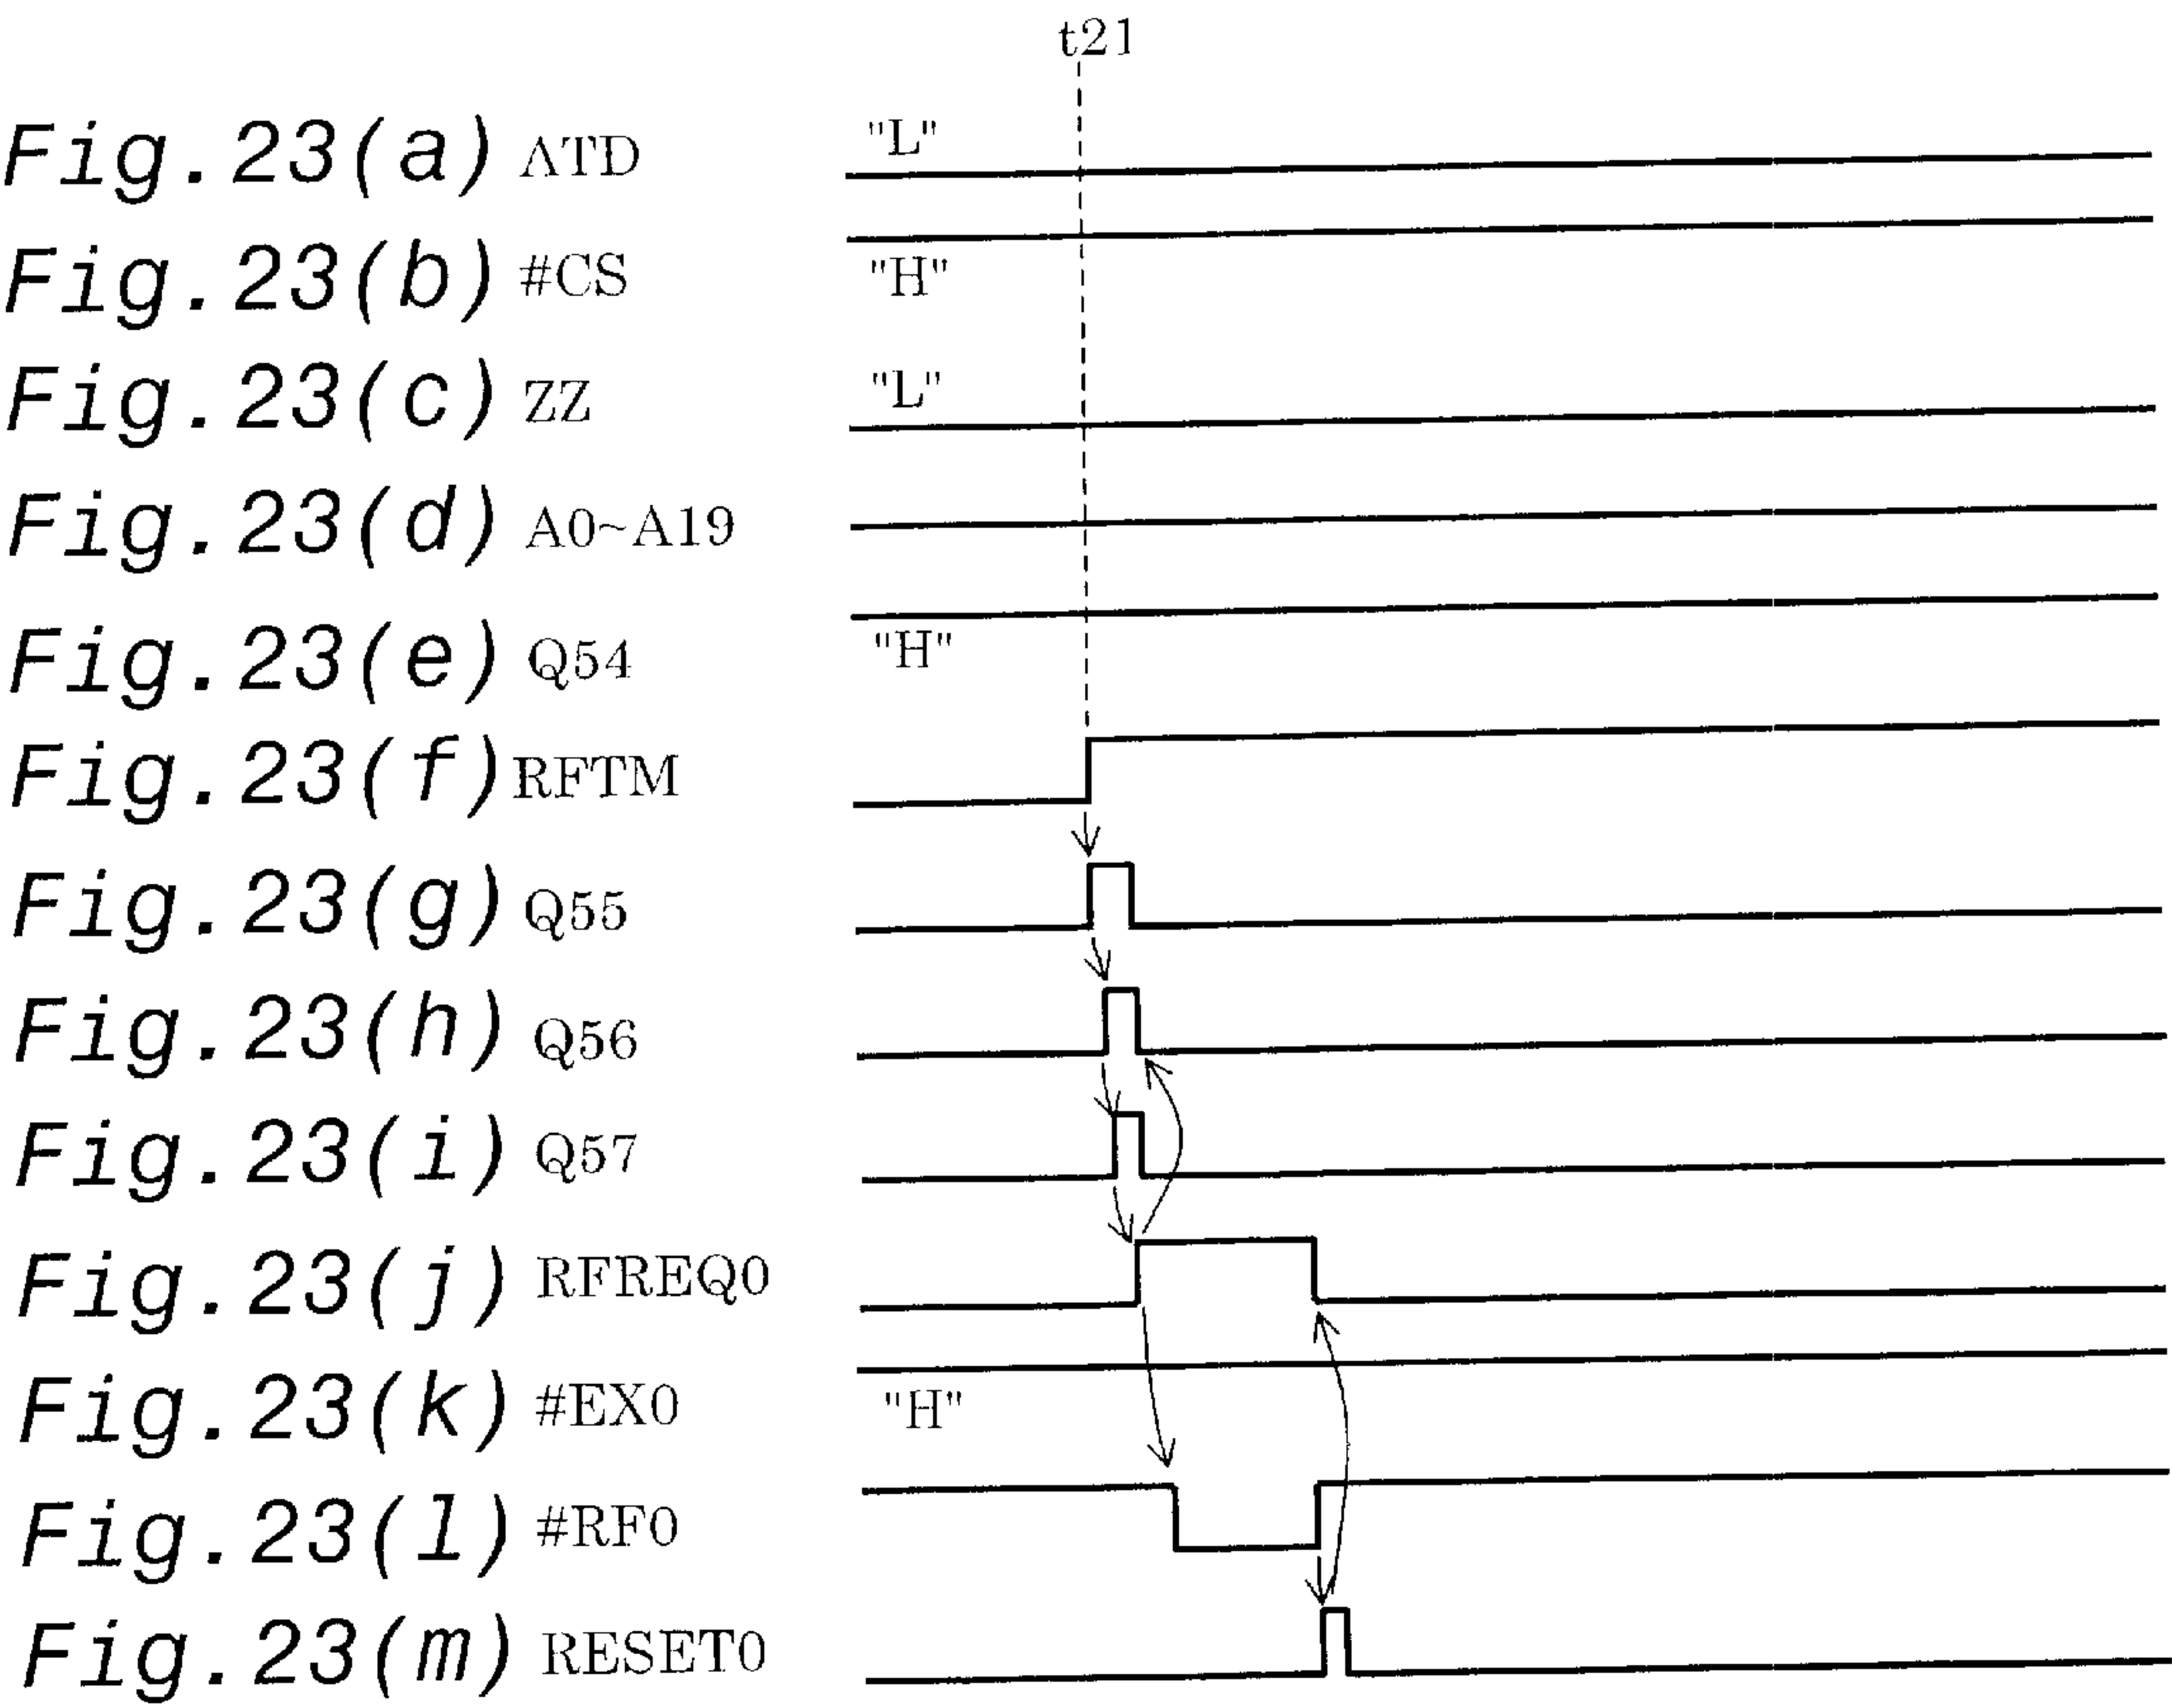 t21
Fig.23(a) ATD "L"
Fig.23(b) #CS "H"
Fig.23(c) ZZ "L"
Fig.23(d) A0~A19
Fig.23(e) Q54 "H"
Fig.23(f) RFTM
Fig.23(g) Q55
Fig.23(h) Q56
Fig.23(i) Q57
Fig.23(j) RFREQ0
Fig.23(k) #EX0 "H"
Fig.23(l) #RF0
Fig.23(m) RESET0